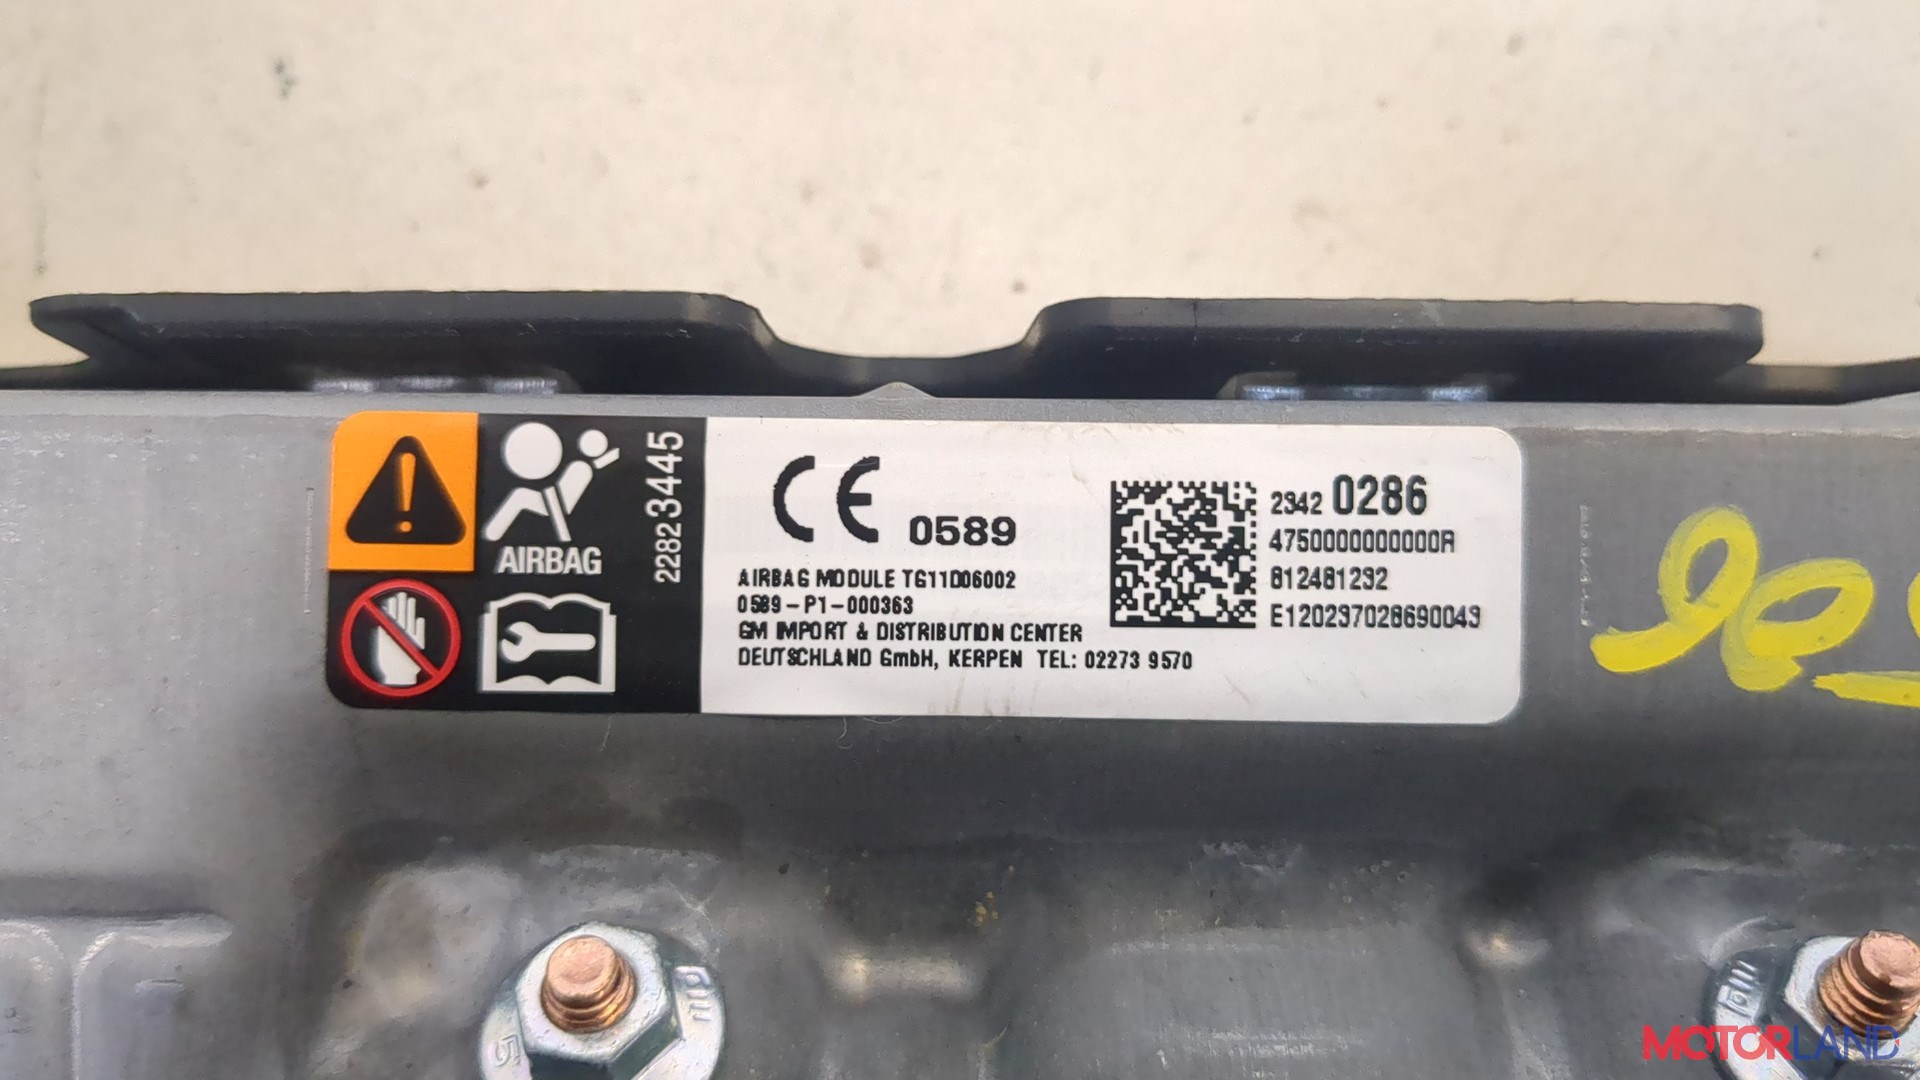 AIRBAG
22823445
CE 0589
AIRBAG MODULE TG11D06002
0589-P1-000363
GM IMPORT & DISTRIBUTION CENTER
DEUTSCHLAND GmbH, KERPEN TEL: 02273 9570
2342 0286
4750000000000R
812481232
E120237028690043
MOTORLAND